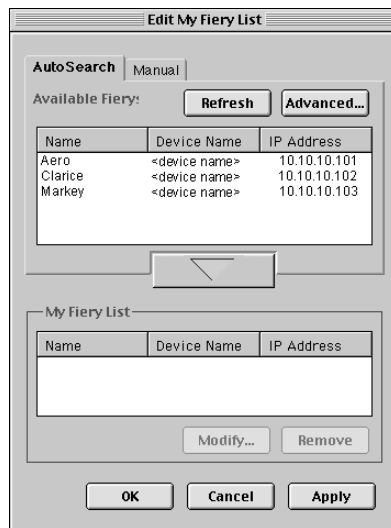 Edit My Fiery List
AutoSearch Manual
Available Fiery:
Refresh Advanced...
Name Device Name IP Address
Aero <device name> 10.10.10.101
Clarice <device name> 10.10.10.102
Markey <device name> 10.10.10.103
My Fiery List
Name Device Name IP Address
Modify... Remove
OK Cancel Apply